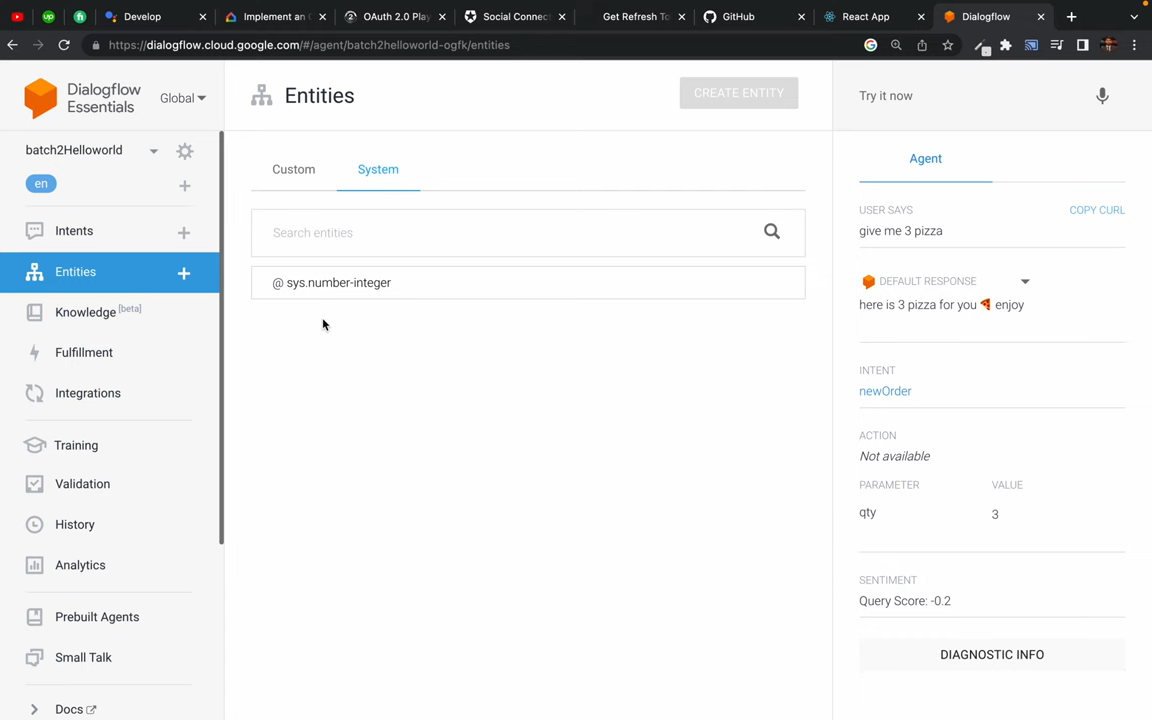 Develop
Implement an
OAuth 2.0 Play
Social Connec
Get Refresh To
GitHub
React App
Dialogflow
https://dialogflow.cloud.google.com/#/agent/batch2helloworld-ogfk/entities
Dialogflow
Essentials
Global
batch2Helloworld
en
Intents
Entities
Knowledge [beta]
Fulfillment
Integrations
Training
Validation
History
Analytics
Prebuilt Agents
Small Talk
Docs
Entities
CREATE ENTITY
Custom
System
Search entities
@ sys.number-integer
Try it now
Agent
USER SAYS
COPY CURL
give me 3 pizza
DEFAULT RESPONSE
here is 3 pizza for you 🍕 enjoy
INTENT
newOrder
ACTION
Not available
PARAMETER
VALUE
qty
3
SENTIMENT
Query Score: -0.2
DIAGNOSTIC INFO